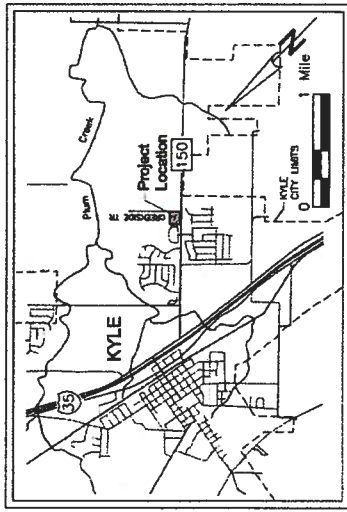 Plum
Creek
Project
Location
150
KYLE
35
N
KYLE
CITY LIMITS
0
1
Mile